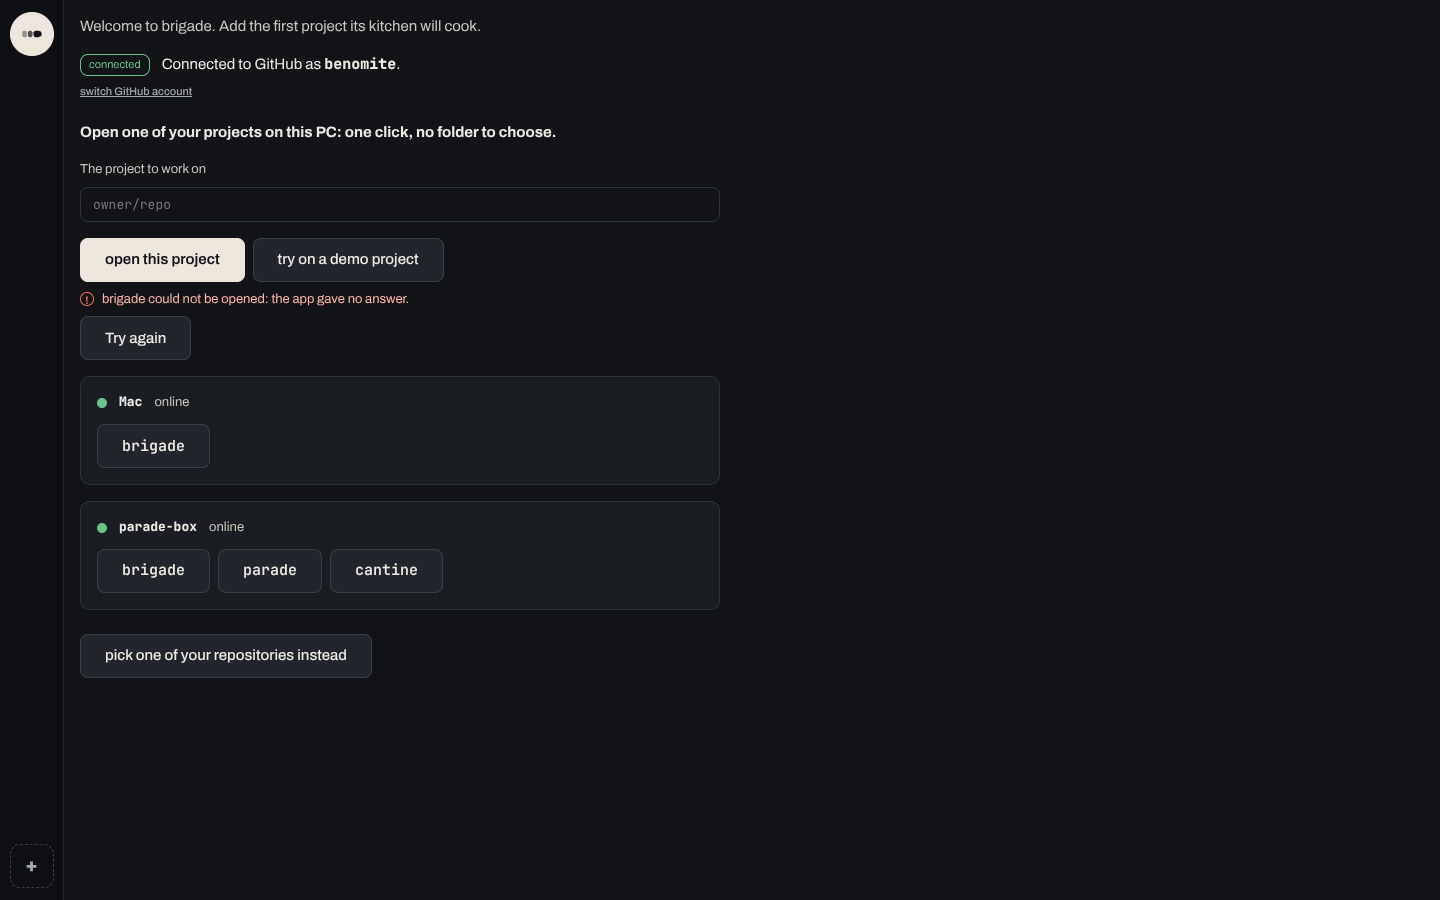 Welcome to brigade. Add the first project its kitchen will cook.
connected Connected to GitHub as benomite.
switch GitHub account
Open one of your projects on this PC: one click, no folder to choose.
The project to work on
owner/repo
open this project try on a demo project
brigade could not be opened: the app gave no answer.
Try again
Mac online
brigade
parade-box online
brigade parade cantine
pick one of your repositories instead
+